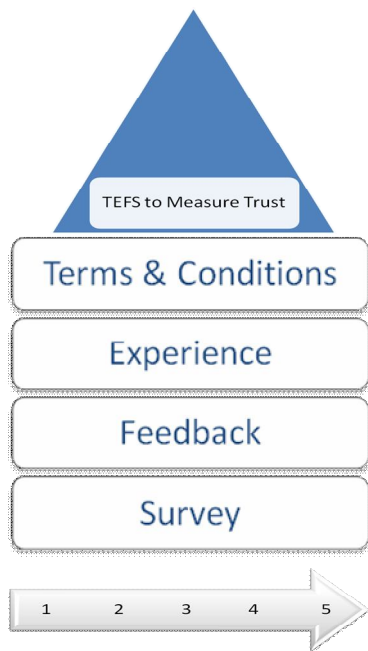 TEFS to Measure Trust
Terms & Conditions
Experience
Feedback
Survey
1 2 3 4 5